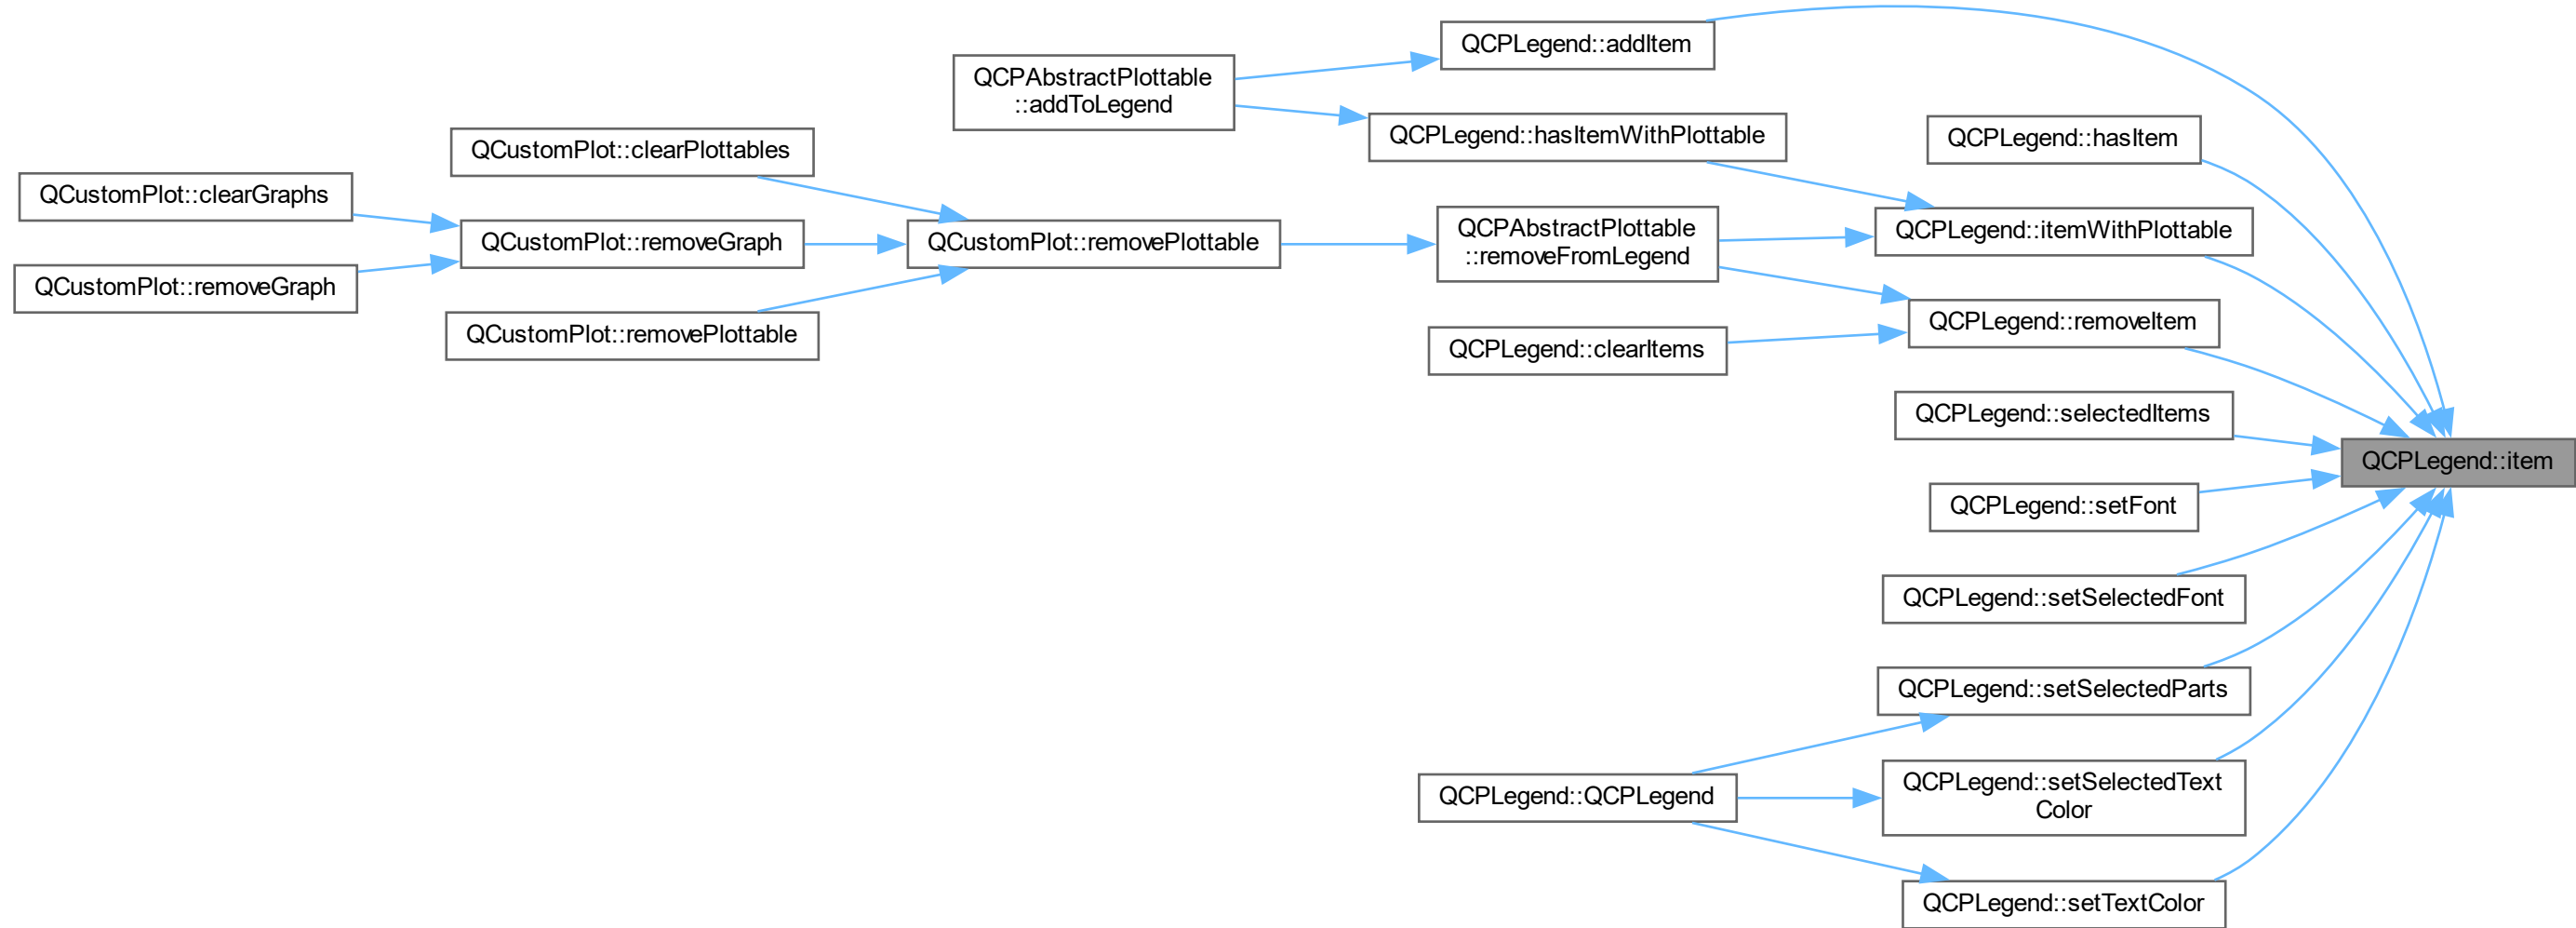 QCPLegend::addItem
QCPAbstractPlottable
::addToLegend
QCPLegend::hasItemWithPlottable
QCPLegend::hasItem
QCustomPlot::clearPlottables
QCustomPlot::clearGraphs
QCustomPlot::removeGraph
QCustomPlot::removePlottable
QCPAbstractPlottable
::removeFromLegend
QCPLegend::itemWithPlottable
QCustomPlot::removeGraph
QCustomPlot::removePlottable
QCPLegend::clearItems
QCPLegend::removeItem
QCPLegend::selectedItems
QCPLegend::item
QCPLegend::setFont
QCPLegend::setSelectedFont
QCPLegend::setSelectedParts
QCPLegend::QCPLegend
QCPLegend::setSelectedText
Color
QCPLegend::setTextColor